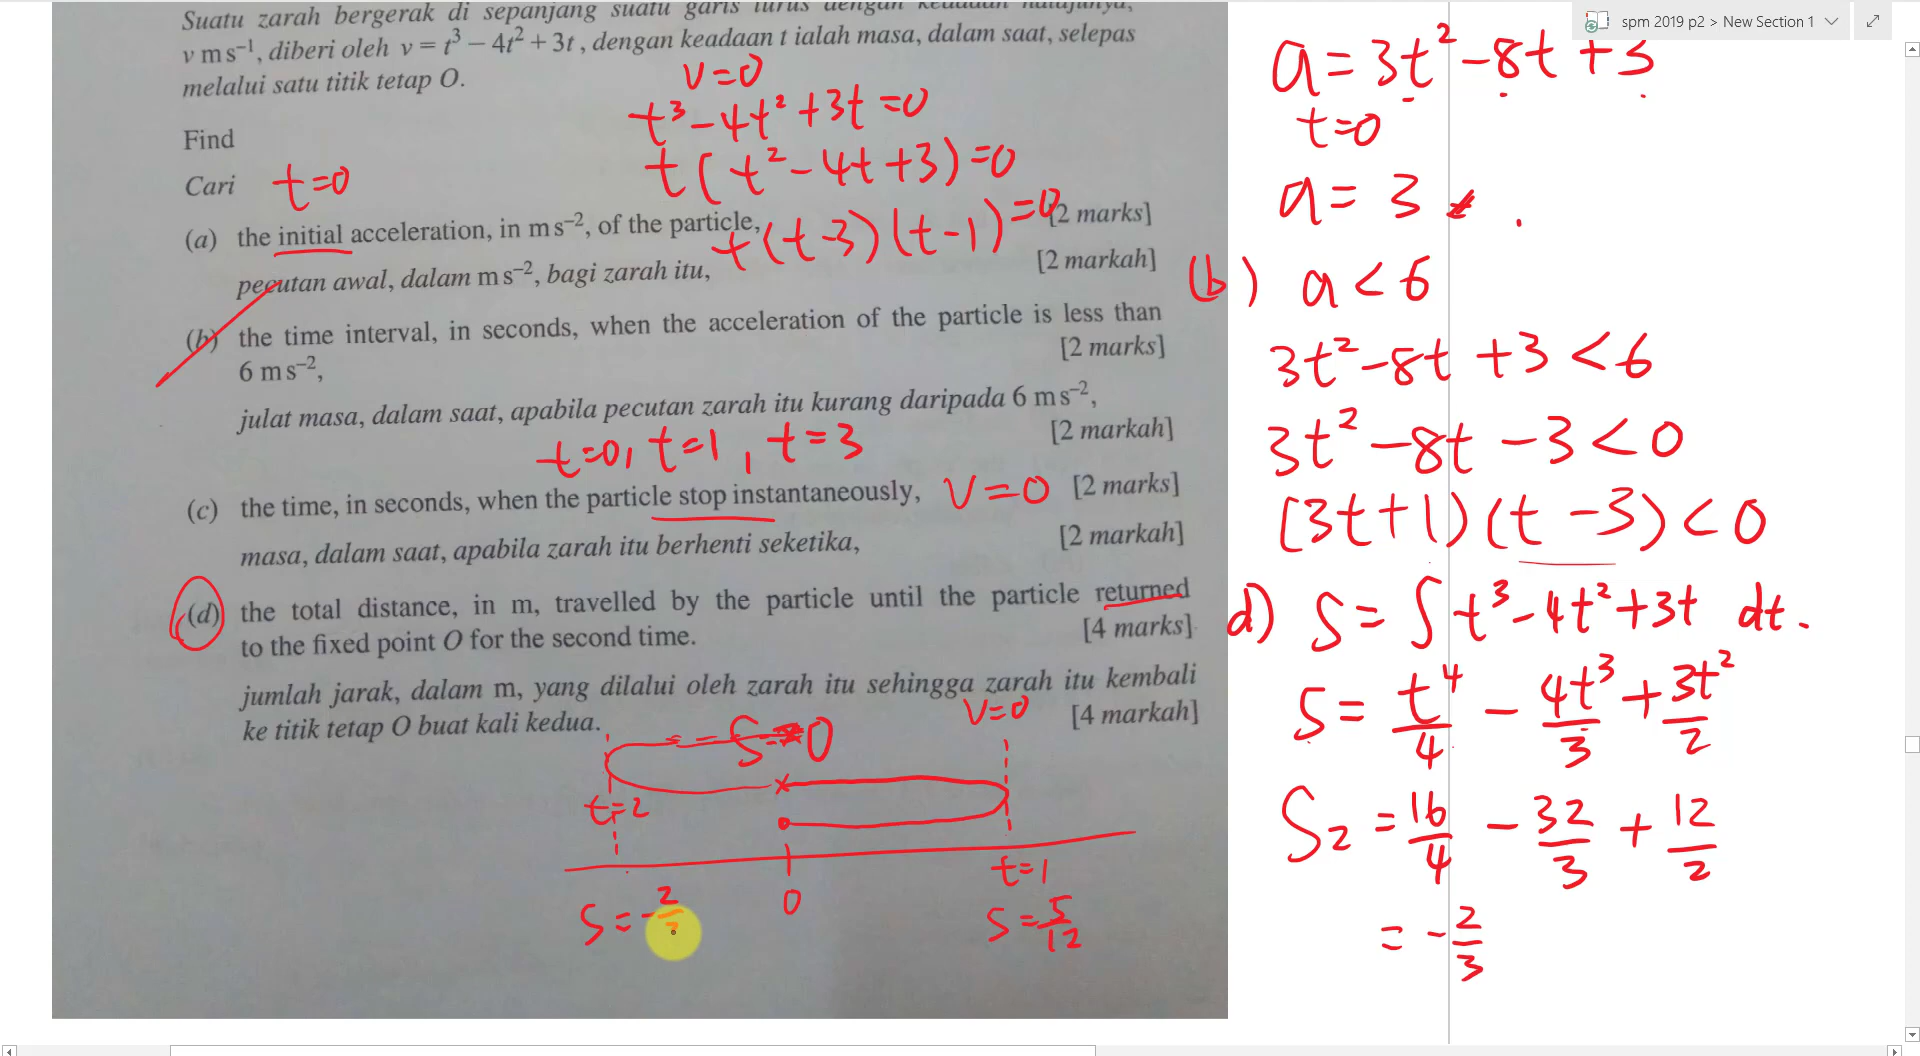 Suatu zarah bergerak di sepanjang suatu garis lurus dengan keadaan halajunya,
v m s⁻¹, diberi oleh v = t³ – 4t² + 3t, dengan keadaan t ialah masa, dalam saat, selepas
melalui satu titik tetap O.
v=0
t³-4t²+3t=0
t(t²-4t+3)=0
t(t-3)(t-1)=0
Find
Cari
t=0
(a) the initial acceleration, in m s⁻², of the particle,
[2 marks]
pecutan awal, dalam m s⁻², bagi zarah itu,
[2 markah]
(b) the time interval, in seconds, when the acceleration of the particle is less than
6 m s⁻²,
[2 marks]
julat masa, dalam saat, apabila pecutan zarah itu kurang daripada 6 m s⁻²,
[2 markah]
t=0, t=1, t=3
(c) the time, in seconds, when the particle stop instantaneously,
v=0
[2 marks]
masa, dalam saat, apabila zarah itu berhenti seketika,
[2 markah]
(d) the total distance, in m, travelled by the particle until the particle returned
to the fixed point O for the second time.
[4 marks]
jumlah jarak, dalam m, yang dilalui oleh zarah itu sehingga zarah itu kembali
ke titik tetap O buat kali kedua.
[4 markah]
S=0
v=0
t=2
t=1
0
S=-2
S=5/12
spm 2019 p2 > New Section 1
a=3t²-8t+3
t=0
a=3
(b) a<6
3t²-8t+3<6
3t²-8t-3<0
(3t+1)(t-3)<0
d) S=∫t³-4t²+3t dt.
S=t⁴/4-4t³/3+3t²/2
S₂=16/4-32/3+12/2
=-2/3